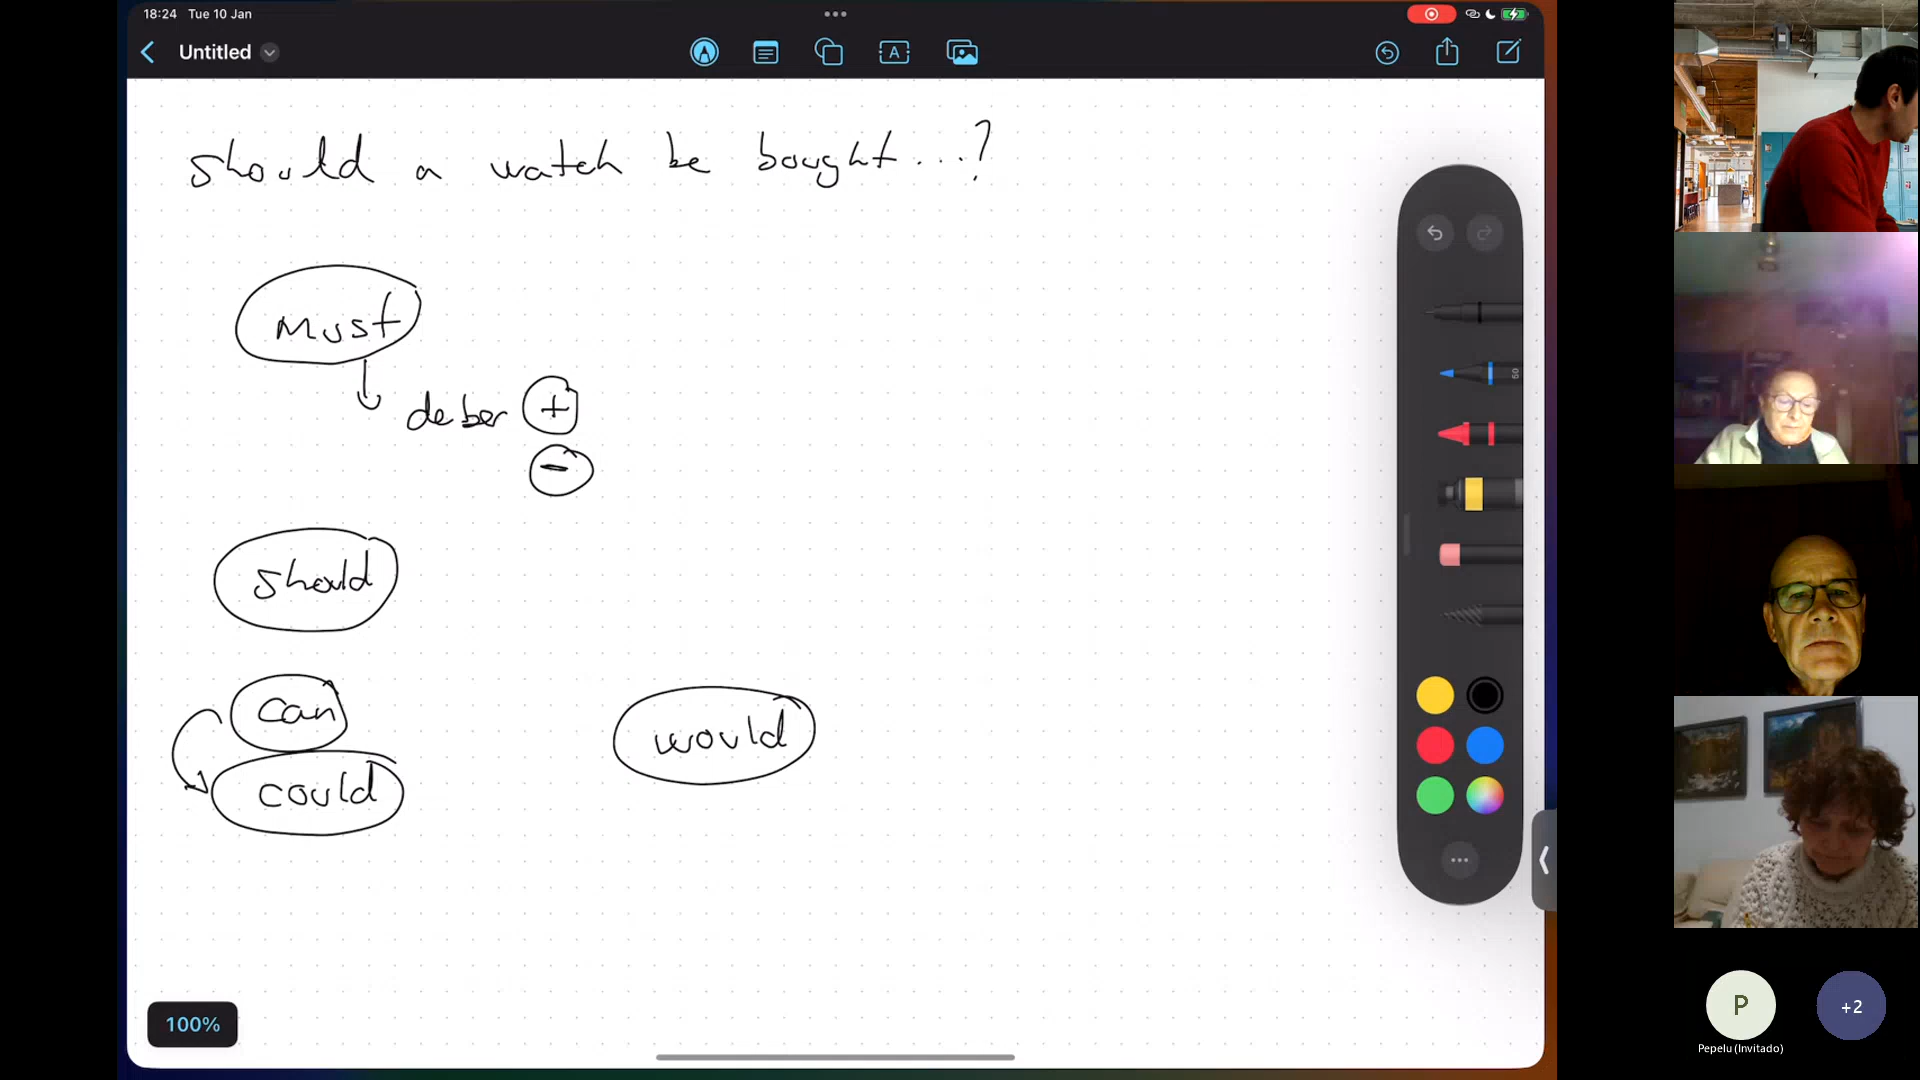 18:24 Tue 10 Jan
Untitled
A
should a watch be bought...?
Must
deber +
-
should
can
would
could
50
100%
P
+2
Pepelu (Invitado)